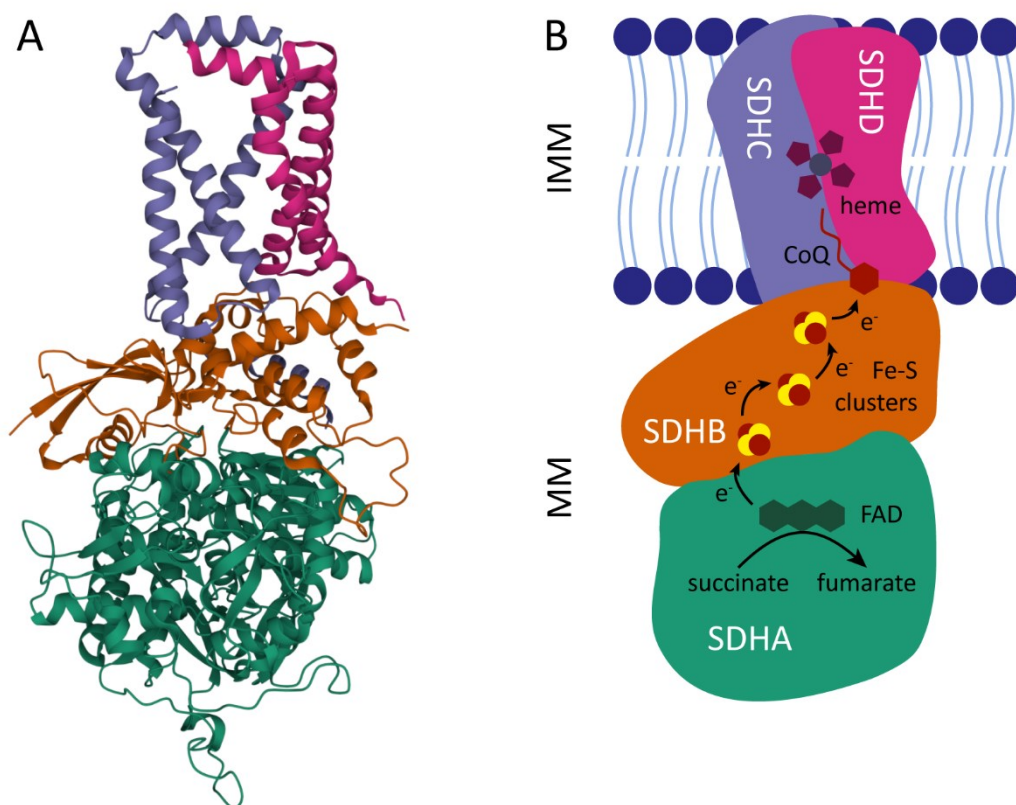 A
B
IMM
MM
SDHC
SDHD
heme
CoQ
e-
e-
e-
e-
Fe-S
clusters
SDHB
FAD
succinate fumarate
SDHA